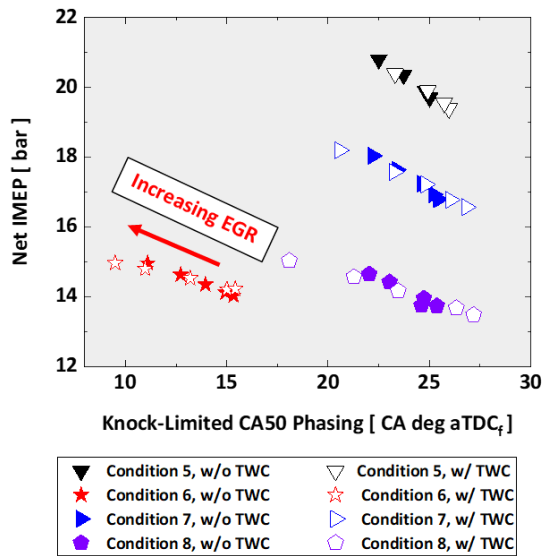 22
20
18
16
14
12
Net IMEP [ bar ]
Increasing EGR
10 15 20 25 30
Knock-Limited CA50 Phasing [ CA deg aTDCf ]
Condition 5, w/o TWC Condition 5, w/ TWC
Condition 6, w/o TWC Condition 6, w/ TWC
Condition 7, w/o TWC Condition 7, w/ TWC
Condition 8, w/o TWC Condition 8, w/ TWC